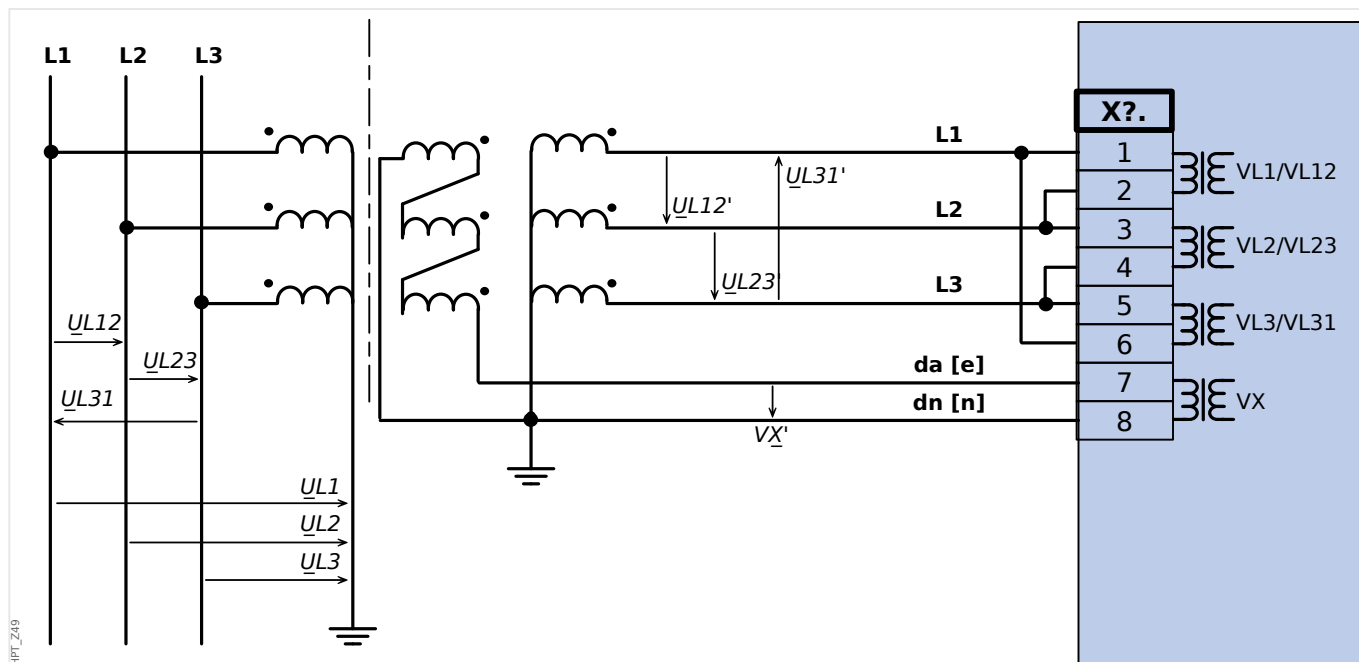 L1 L2 L3
X?.
L1
1
VL1/VL12
UL31'
2
UL12'
L2
3
VL2/VL23
4
UL23'
L3
5
VL3/VL31
UL12
6
UL23
da [e]
7
UL31
dn [n]
VX
8
VX'
UL1
UL2
UL3
HPT_Z49